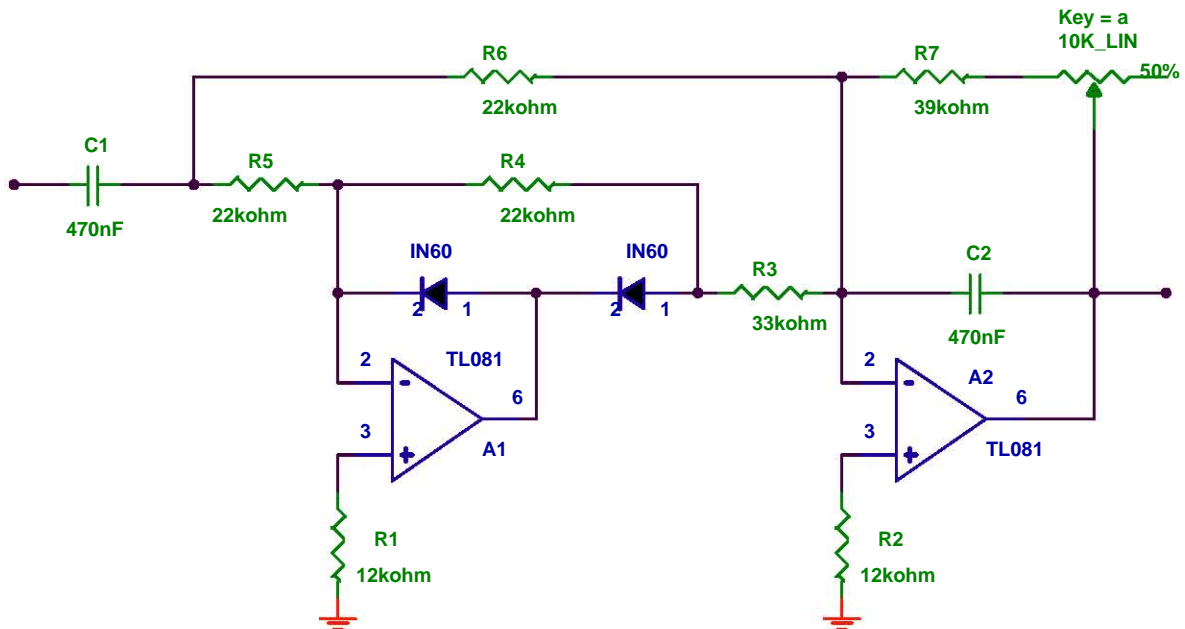 Key = a
10K_LIN
50%
R6
22kohm
R7
39kohm
C1
470nF
R5
22kohm
R4
22kohm
IN60
2
1
IN60
2
1
R3
33kohm
C2
470nF
2
3
6
TL081
A1
2
3
6
A2
TL081
R1
12kohm
R2
12kohm